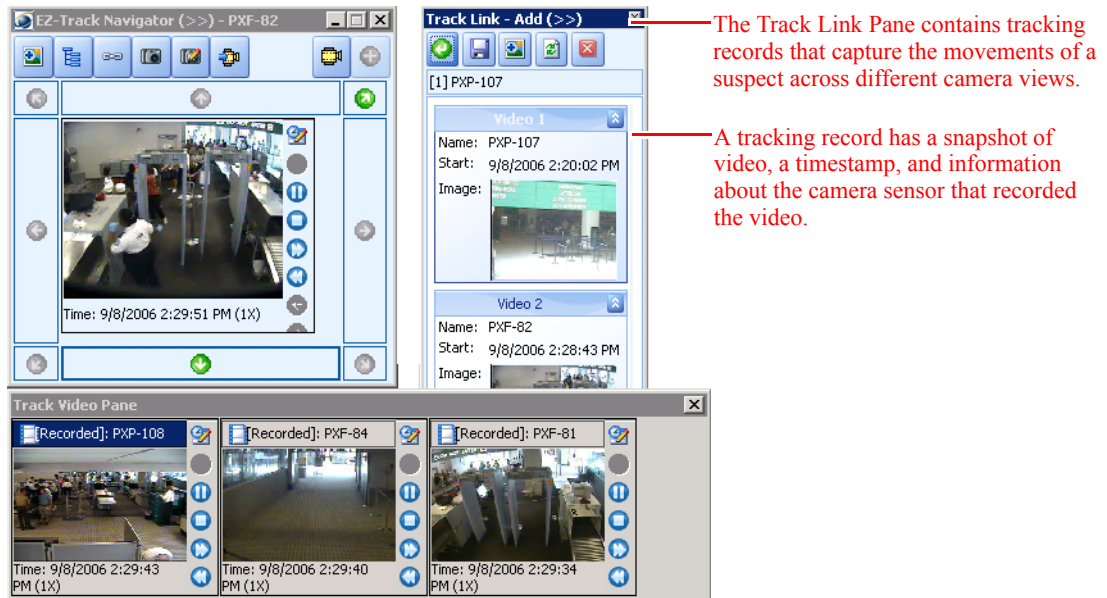 EZ-Track Navigator (>>) - PXF-82
Time: 9/8/2006 2:29:51 PM (1X)
Track Link - Add (>>)
[1] PXP-107
Video 1
Name: PXP-107
Start: 9/8/2006 2:20:02 PM
Image:
Video 2
Name: PXF-82
Start: 9/8/2006 2:28:43 PM
Image:
The Track Link Pane contains tracking
records that capture the movements of a
suspect across different camera views.
A tracking record has a snapshot of
video, a timestamp, and information
about the camera sensor that recorded
the video.
Track Video Pane
[Recorded]: PXP-108
Time: 9/8/2006 2:29:43
PM (1X)
[Recorded]: PXF-84
Time: 9/8/2006 2:29:40
PM (1X)
[Recorded]: PXF-81
Time: 9/8/2006 2:29:34
PM (1X)